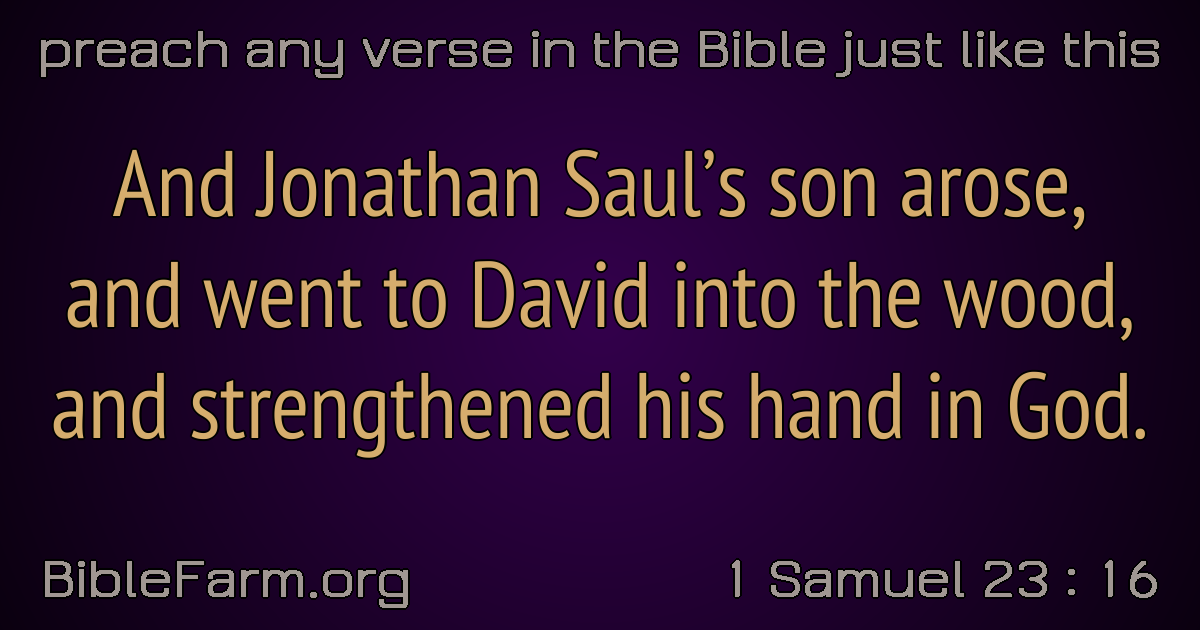 preach any verse in the Bible just like this
And Jonathan Saul’s son arose,
and went to David into the wood,
and strengthened his hand in God.
BibleFarm.org
1 Samuel 23 : 16